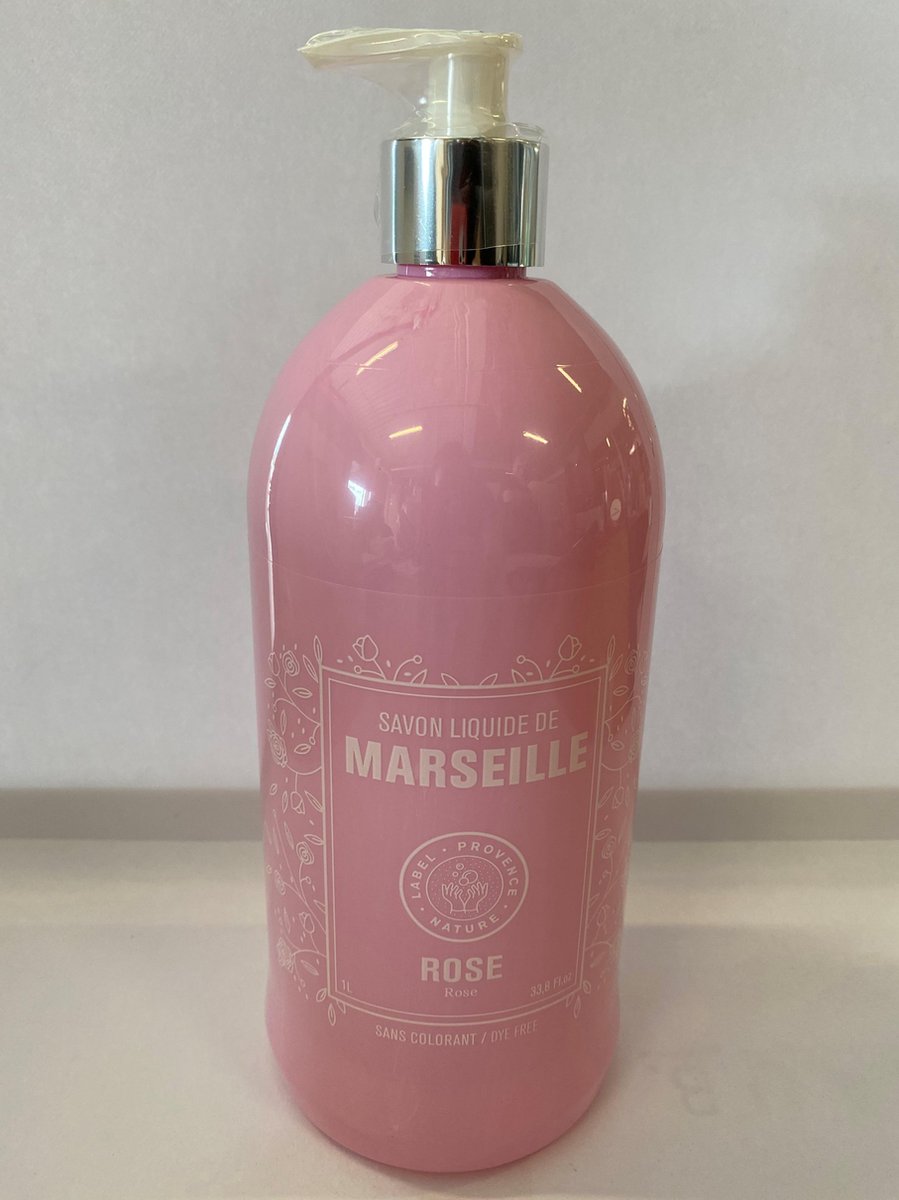 SAVON LIQUIDE DE
MARSEILLE
LABEL · PROVENCE · NATURE ·
ROSE
Rose
1L
33,8 Fl.oz
SANS COLORANT / DYE FREE